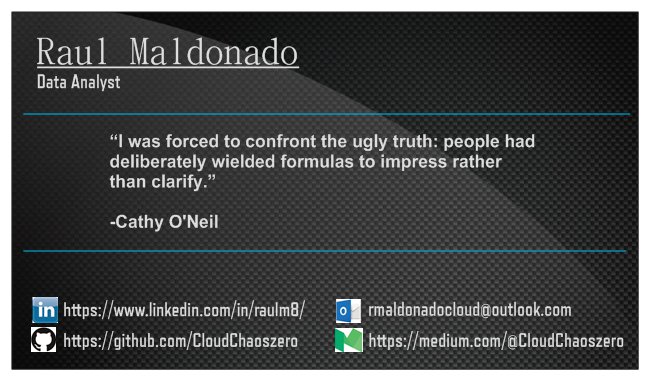 Raul Maldonado
Data Analyst
“I was forced to confront the ugly truth: people had
deliberately wielded formulas to impress rather
than clarify.”
-Cathy O'Neil
in https://www.linkedin.com/in/raulm8/
rmaldonadocloud@outlook.com
https://github.com/CloudChaoszero
https://medium.com/@CloudChaoszero